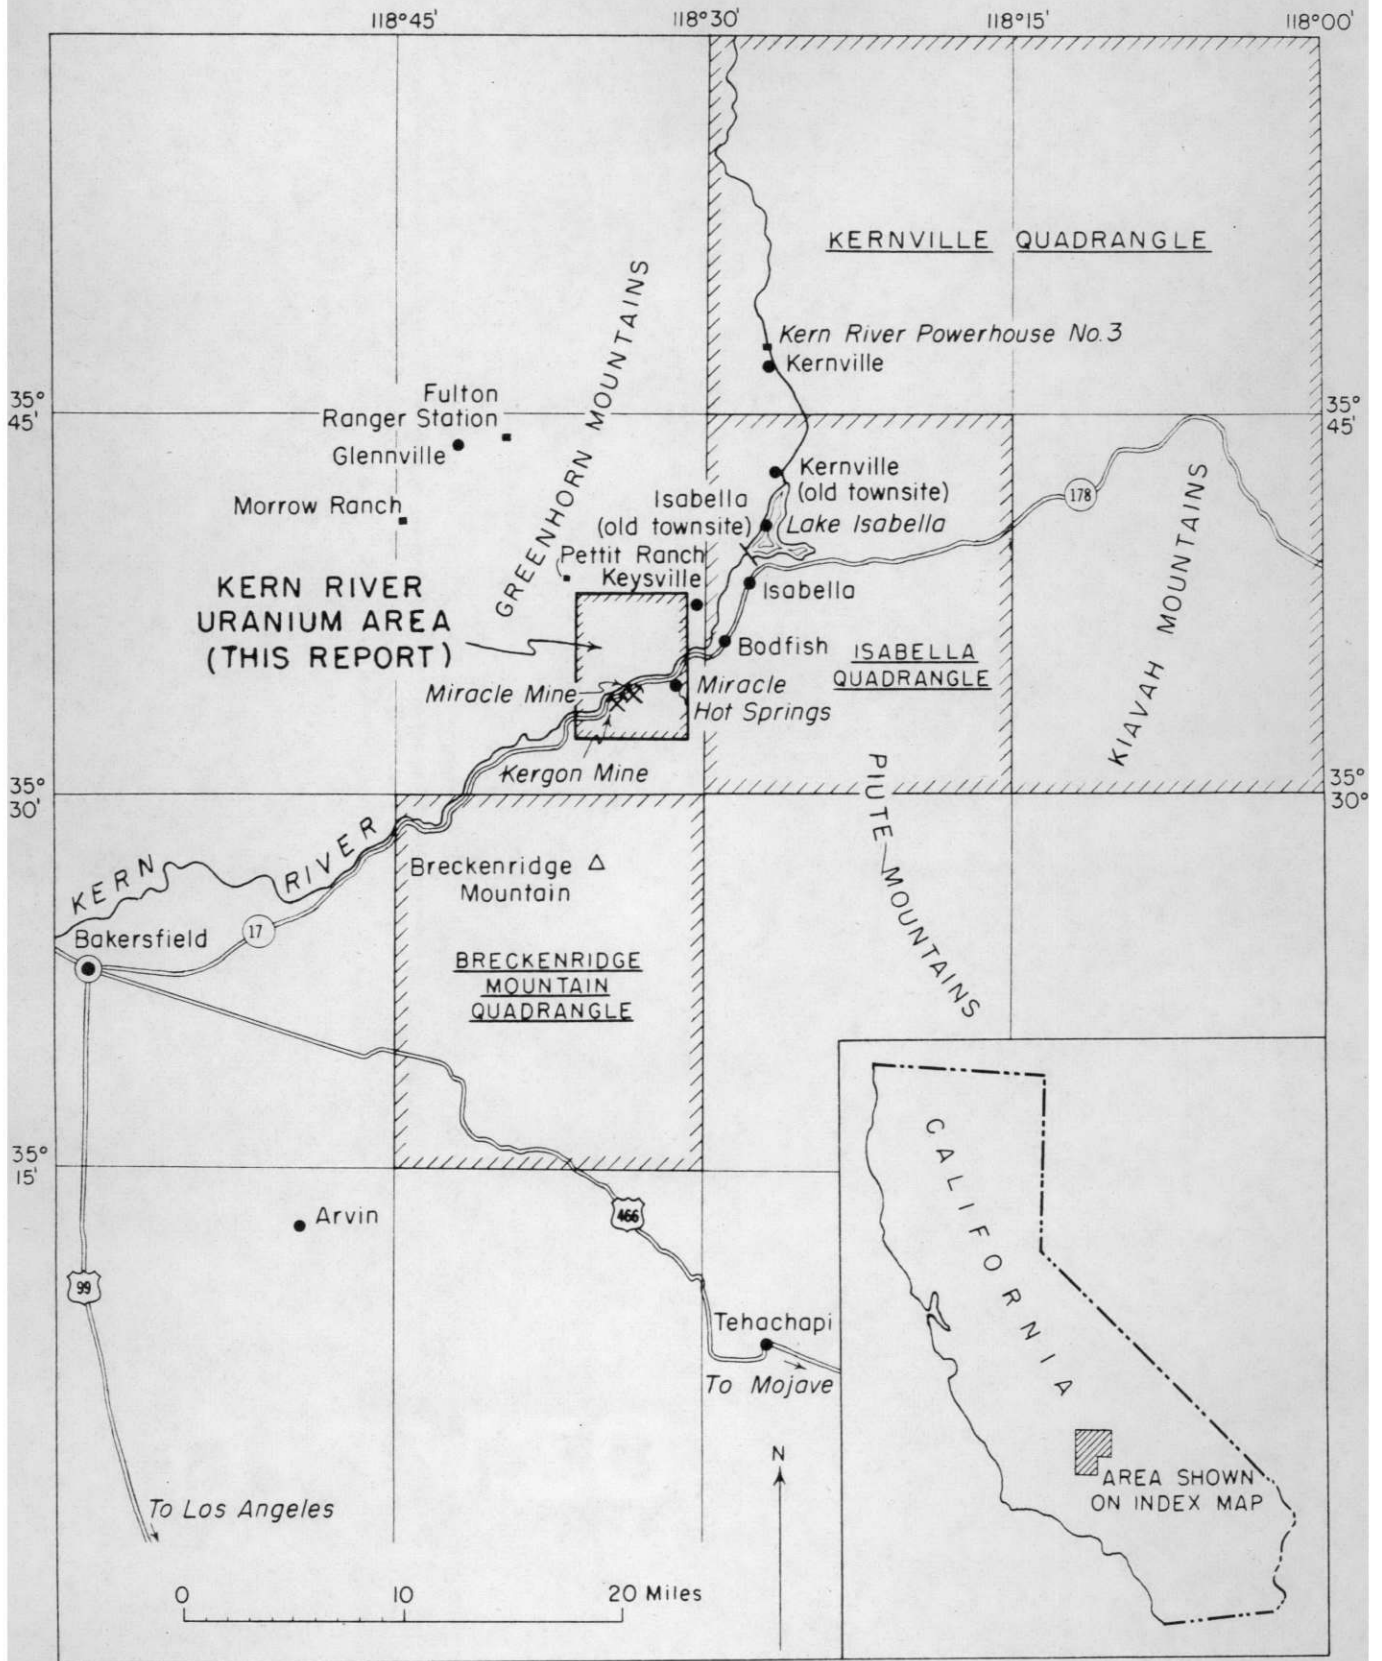 118°45' 118°30' 118°15' 118°00'
KERNVILLE QUADRANGLE
GREENHORN MOUNTAINS
Kern River Powerhouse No. 3
Kernville
35°
45'
35°
45'
Fulton
Ranger Station
Glennville
Morrow Ranch
Kernville
(old townsite)
Isabella
(old townsite)
Lake Isabella
178
KIAVAH MOUNTAINS
Pettit Ranch
Keysville
Isabella
KERN RIVER
URANIUM AREA
(THIS REPORT)
Bodfish
ISABELLA
QUADRANGLE
Miracle Mine
Miracle
Hot Springs
Kergon Mine
PIUTE MOUNTAINS
35°
30'
35°
30°
KERN RIVER
Breckenridge
Mountain
17
Bakersfield
BRECKENRIDGE
MOUNTAIN
QUADRANGLE
35°
15'
Arvin
466
99
Tehachapi
To Mojave
To Los Angeles
N
CALIFORNIA
AREA SHOWN
ON INDEX MAP
0 10 20 Miles